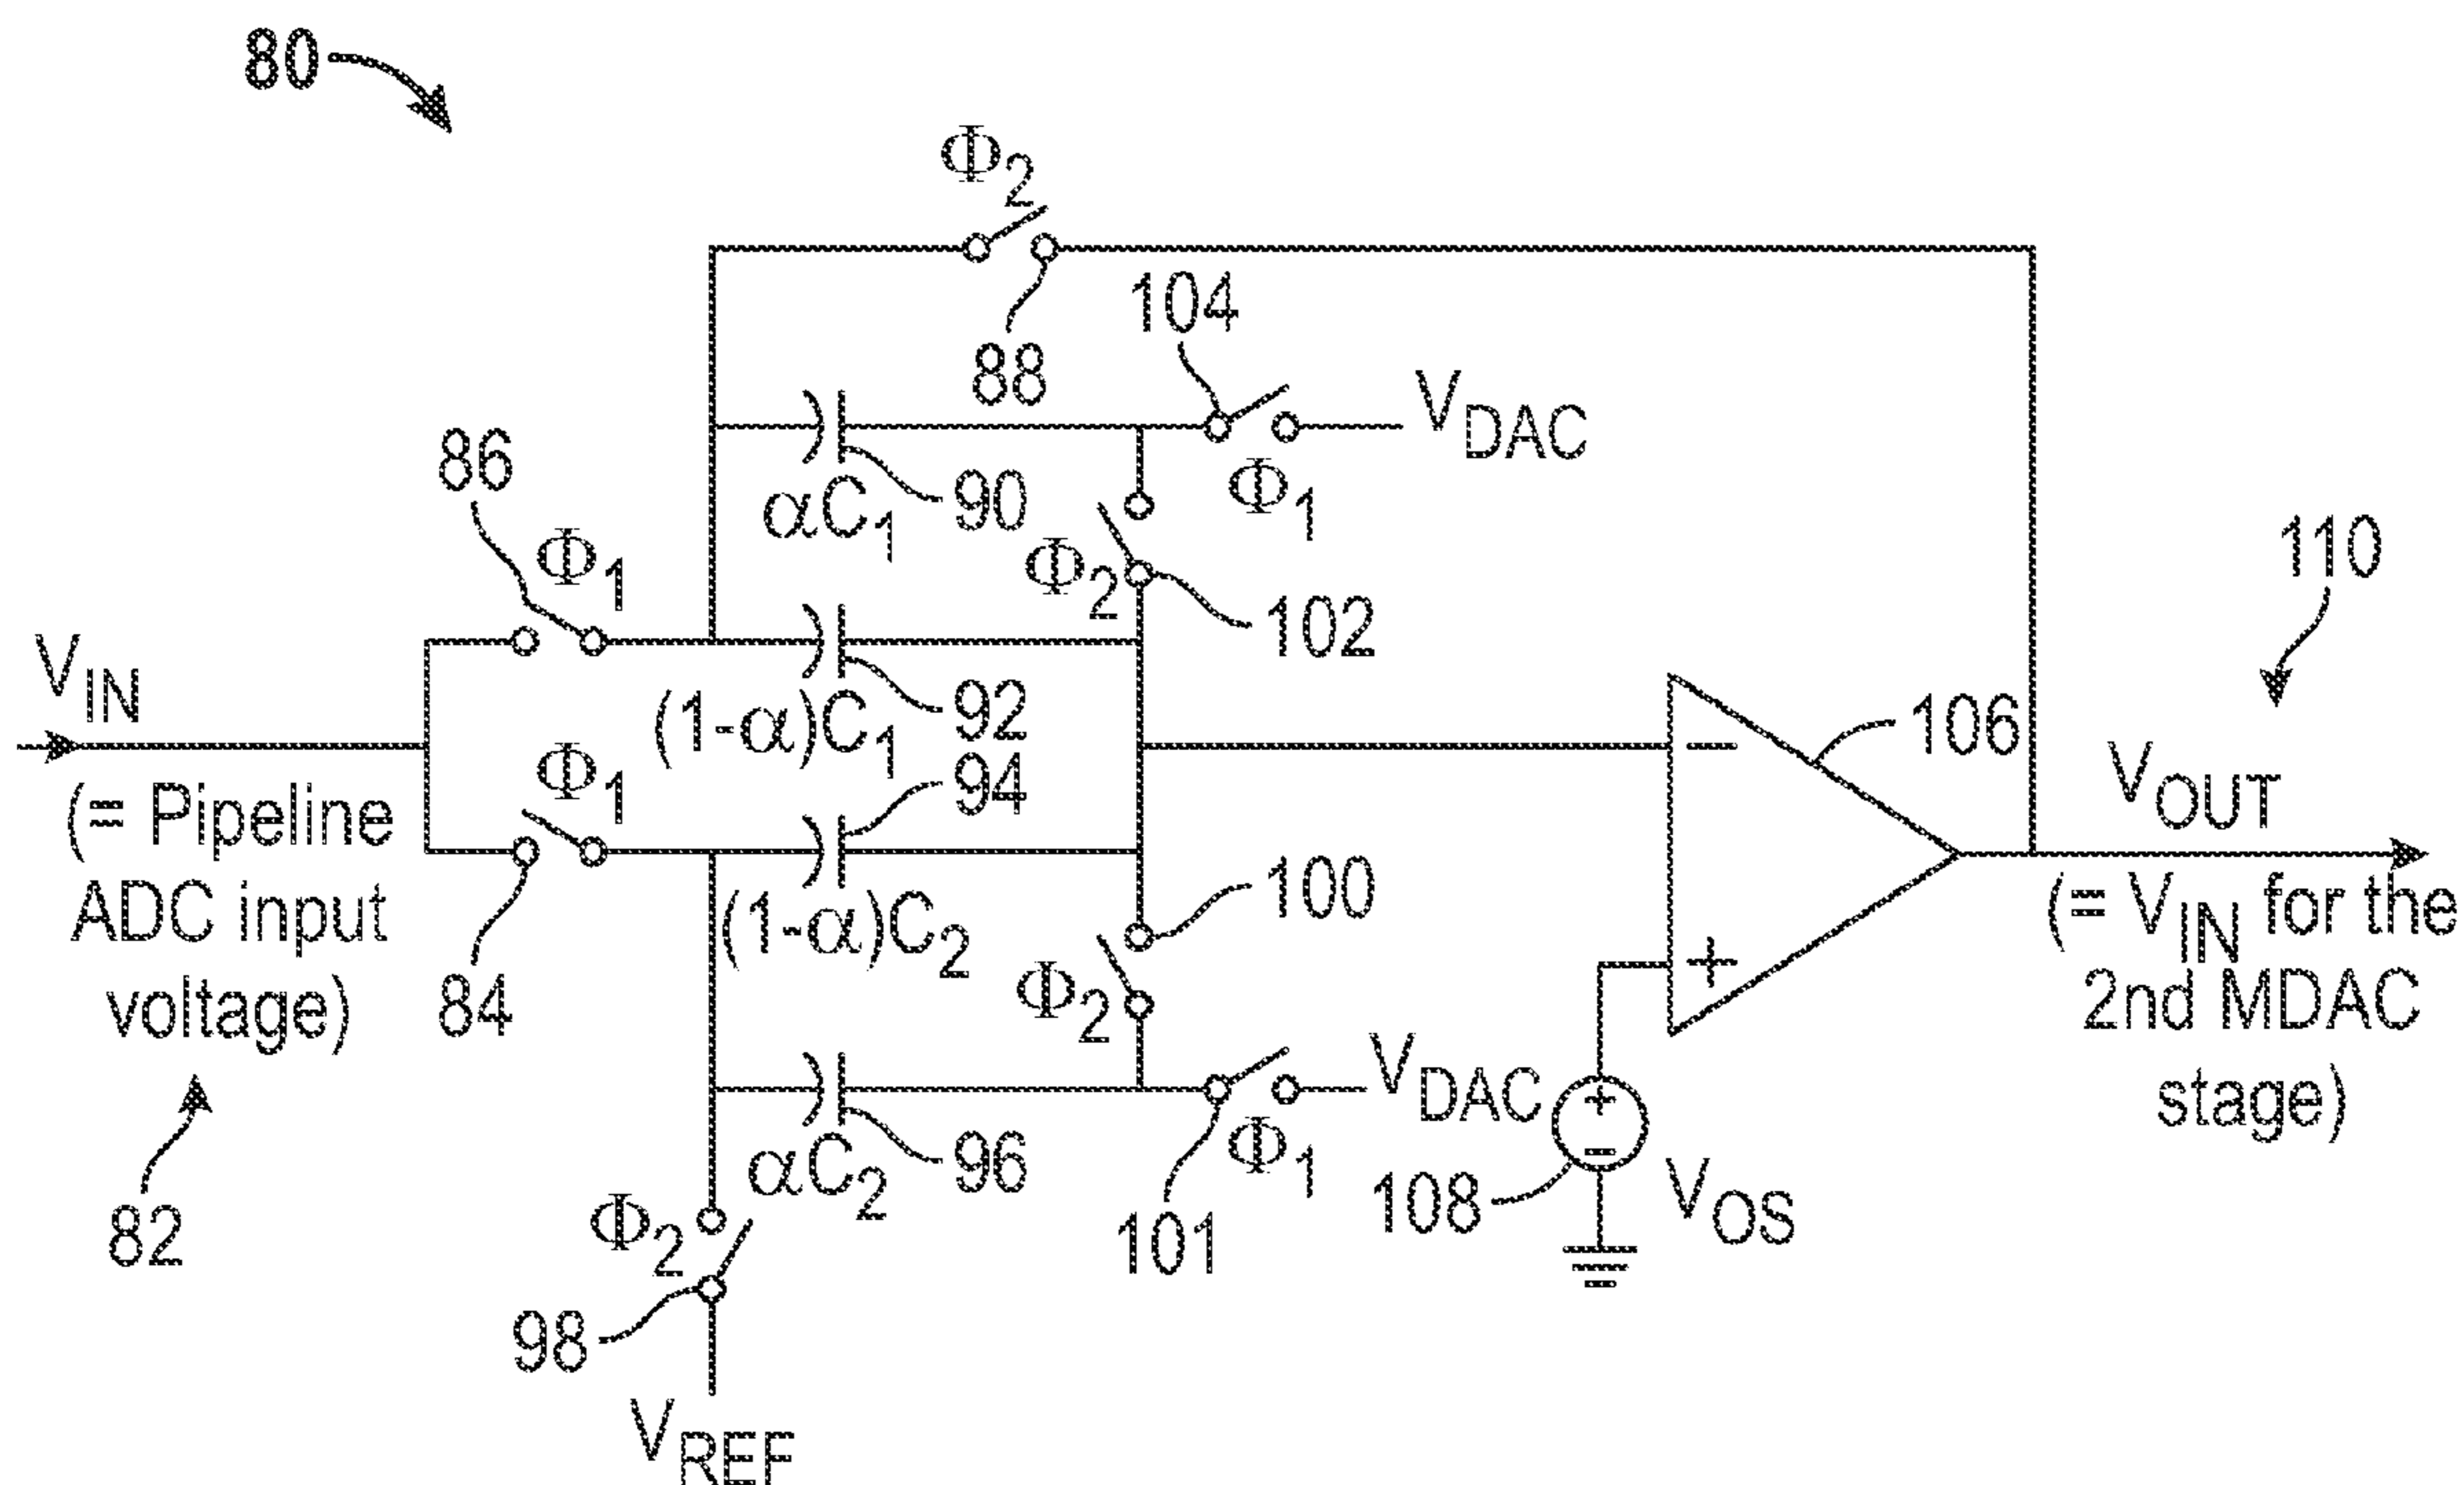 80
Φ2
88
104
VDAC
86
Φ1
αC1
90
Φ1
Φ2
102
110
VIN
(1-α)C1
92
106
(= Pipeline
ADC input
voltage)
Φ1
94
VOUT
(= VIN for the
2nd MDAC
stage)
84
(1-α)C2
100
Φ2
82
αC2
96
101
VDAC
Φ1
108
VOS
Φ2
98
VREF